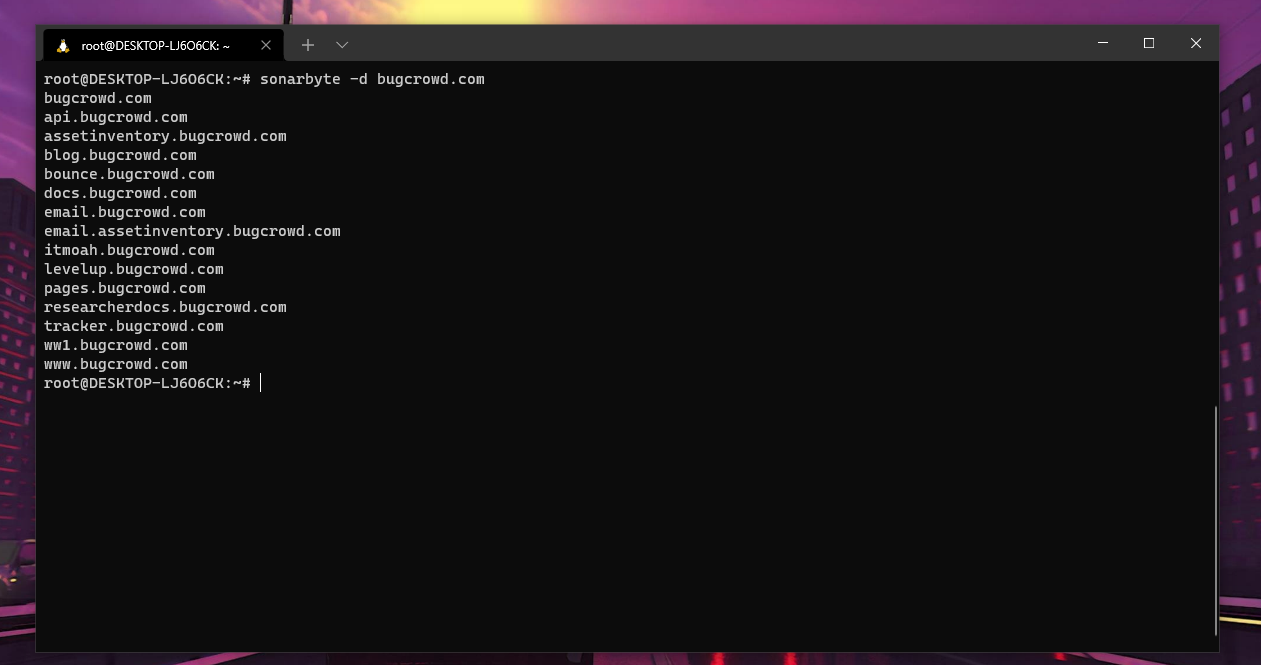 root@DESKTOP-LJ6O6CK: ~
root@DESKTOP-LJ6O6CK:~# sonarbyte -d bugcrowd.com
bugcrowd.com
api.bugcrowd.com
assetinventory.bugcrowd.com
blog.bugcrowd.com
bounce.bugcrowd.com
docs.bugcrowd.com
email.bugcrowd.com
email.assetinventory.bugcrowd.com
itmoah.bugcrowd.com
levelup.bugcrowd.com
pages.bugcrowd.com
researcherdocs.bugcrowd.com
tracker.bugcrowd.com
ww1.bugcrowd.com
www.bugcrowd.com
root@DESKTOP-LJ6O6CK:~#